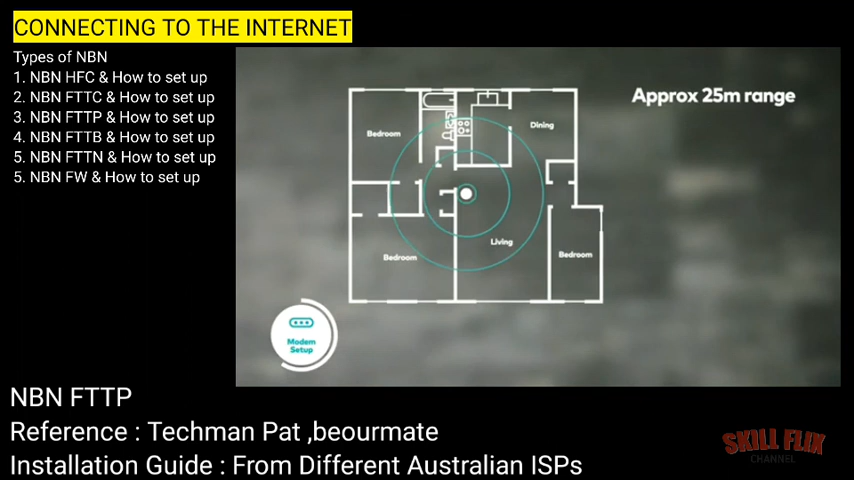 CONNECTING TO THE INTERNET
Types of NBN
1. NBN HFC & How to set up
2. NBN FTTC & How to set up
3. NBN FTTP & How to set up
4. NBN FTTB & How to set up
5. NBN FTTN & How to set up
5. NBN FW & How to set up
Approx 25m range
Bedroom
Dining
Living
Bedroom
Bedroom
Modem
Setup
NBN FTTP
Reference : Techman Pat ,beourmate
Installation Guide : From Different Australian ISPs
SKILL FLIX
CHANNEL